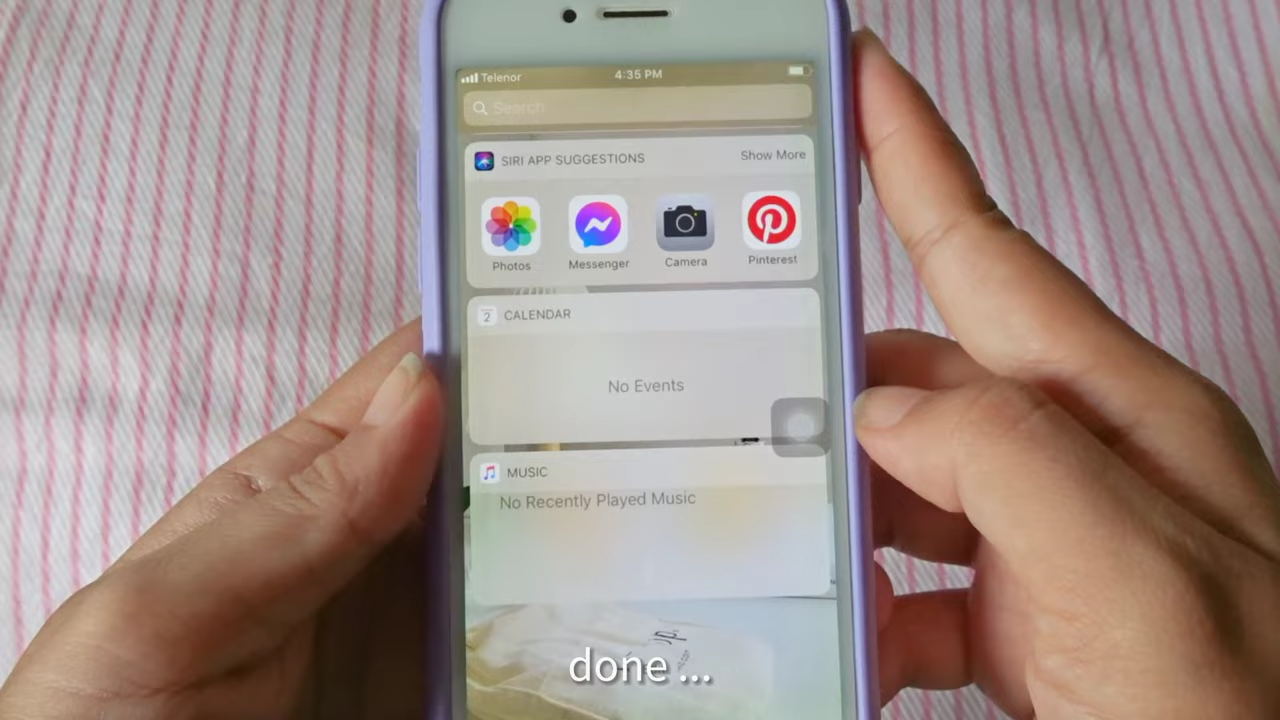 Telenor 4:35 PM
Search
SIRI APP SUGGESTIONS Show More
Photos Messenger Camera Pinterest
2 CALENDAR
No Events
MUSIC
No Recently Played Music
done ...